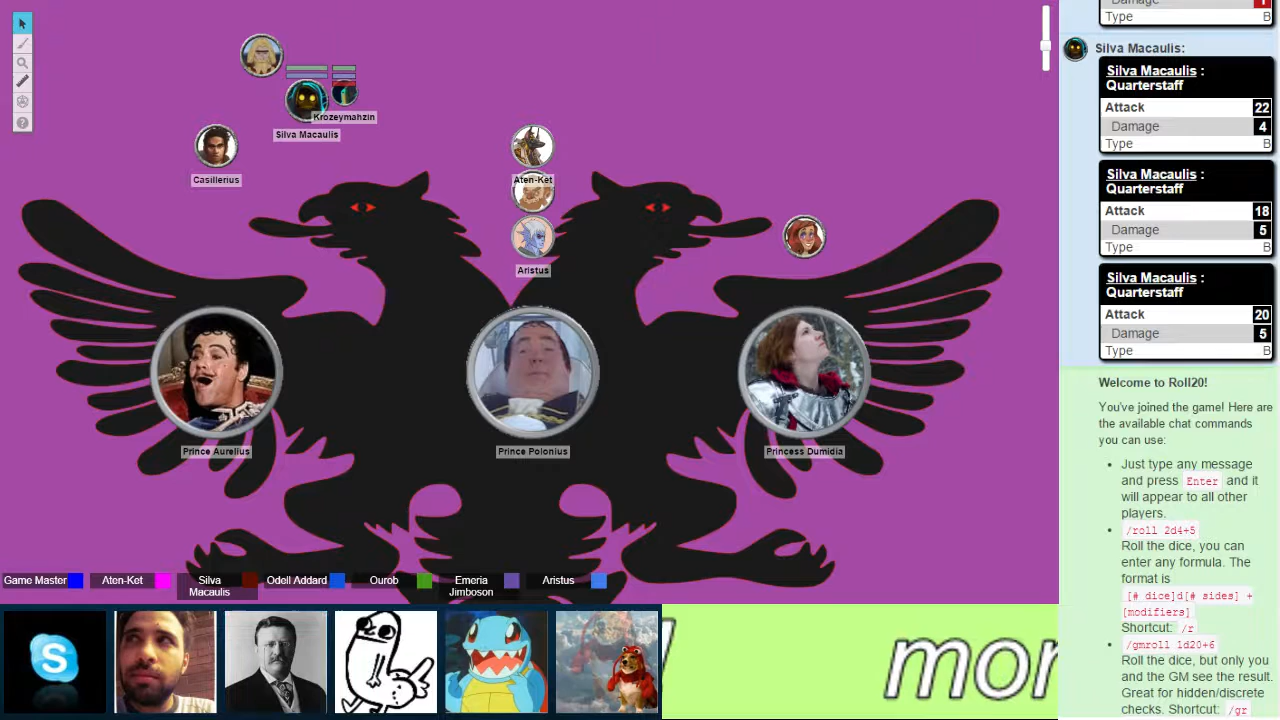 Krozeymahzin
Silva Macaulis
Casillerius
Aten-Ket
Aristus
Prince Aurelius
Prince Polonius
Princess Dumidia
Game Master
Aten-Ket
Silva
Macaulis
Odell Addard
Ourob
Emeria
Jimboson
Aristus
S
mor
Damage
Type B
Silva Macaulis:
Silva Macaulis :
Quarterstaff
Attack 22
Damage 4
Type B
Silva Macaulis :
Quarterstaff
Attack 18
Damage 5
Type B
Silva Macaulis :
Quarterstaff
Attack 20
Damage 5
Type B
Welcome to Roll20!
You've joined the game! Here are
the available chat commands
you can use:
• Just type any message
and press Enter and it
will appear to all other
players.
• /roll 2d4+5
Roll the dice, you can
enter any formula. The
format is
[# dice]d[# sides] +
[modifiers]
Shortcut: /r
• /gmroll 1d20+6
Roll the dice, but only you
and the GM see the result.
Great for hidden/discrete
checks. Shortcut: /gr